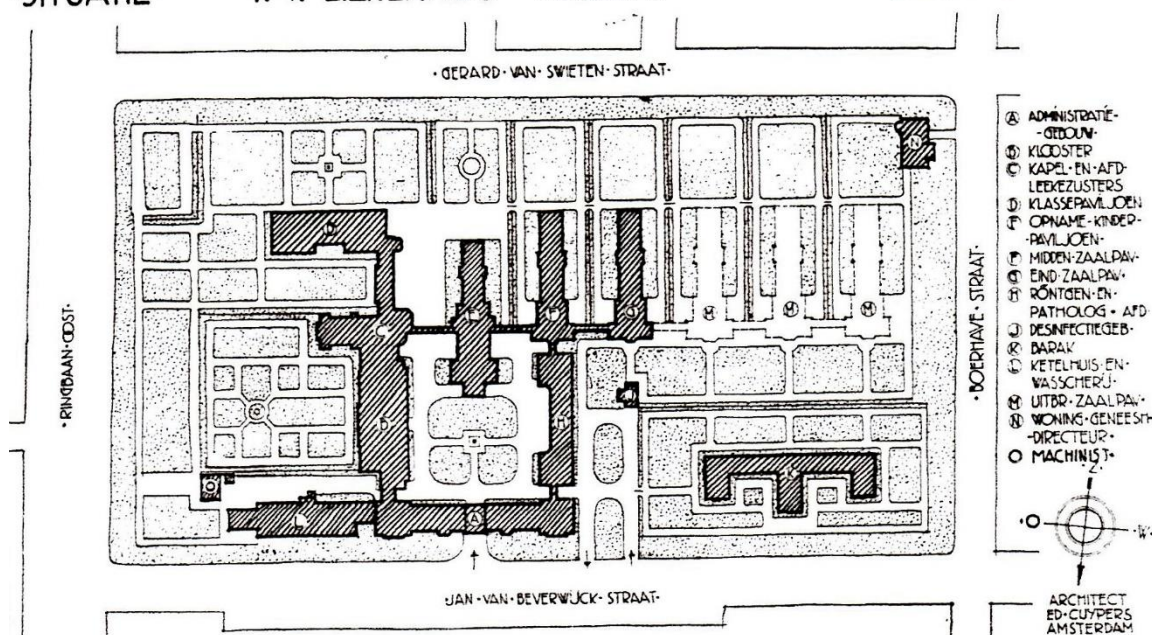 SITUATIE
·GERARD·VAN·SWIETEN·STRAAT·
·RINGBAAN·OOST·
·BOERHAVE·STRAAT·
·JAN·VAN·BEVERWIJCK·STRAAT·
N
D
C
E
F
G
M
M
M
B
J
H
K
O
L
A
A ADMINISTRATIE-
-GEBOUW·
B KLOOSTER
C KAPEL·EN·AFD·
LEEKEZUSTERS
D KLASSEPAVILJOEN
F OPNAME·KINDER-
·PAVILJOEN·
F MIDDEN·ZAALPAV·
G EIND·ZAALPAV·
H RÖNTGEN·EN·
PATHOLOG·AFD·
J DESINFECTIEGEB·
K BARAK
L KETELHUIS·EN·
WASSCHERIJ·
M UITBR·ZAALPAV·
N WONING·GENEESH·
-DIRECTEUR·
O MACHINIST·
Z·
·O
·W·
ARCHITECT
ED·CUYPERS
AMSTERDAM